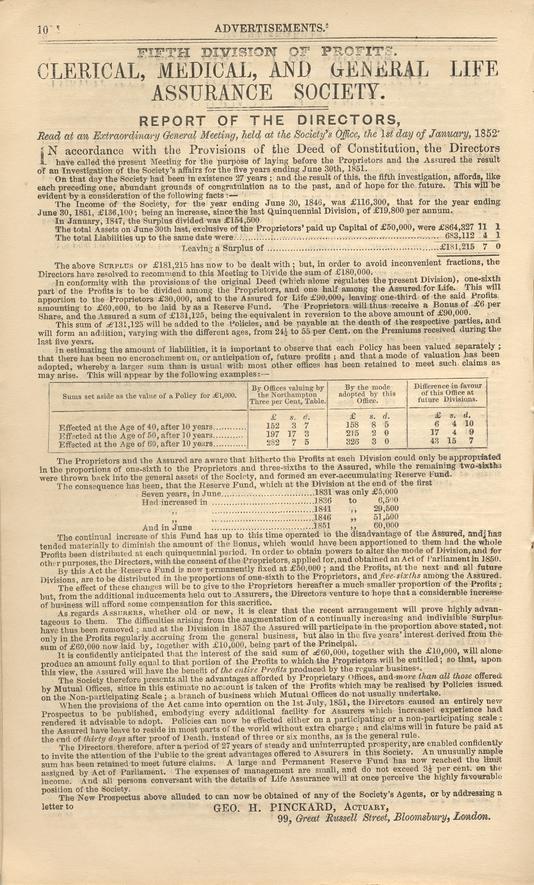 10
ADVERTISEMENTS.
FIFTH DIVISION OF PROFITS.
CLERICAL, MEDICAL, AND GENERAL LIFE
ASSURANCE SOCIETY.
REPORT OF THE DIRECTORS,
Read at an Extraordinary General Meeting, held at the Society's Office, the 1st day of January, 1852
IN accordance with the Provisions of the Deed of Constitution, the Directors
have called the present Meeting for the purpose of laying before the Proprietors and the Assured the result
of an Investigation of the Society's affairs for the five years ending June 30th, 1851.
On that day the Society had been in existence 27 years; and the result of this, the fifth investigation, affords, like
each preceding one, abundant grounds of congratulation as to the past, and of hope for the future. This will be
evident by a consideration of the following facts:—
The Income of the Society, for the year ending June 30, 1846, was £116,300, that for the year ending
June 30, 1851, £136,100; being an increase, since the last Quinquennial Division, of £19,800 per annum.
In January, 1847, the Surplus divided was £154,500.
The total Assets on June 30th last, exclusive of the Proprietors' paid up Capital of £50,000, were £864,327 11 1
The total Liabilities up to the same date were.......... 683,112 4 1
Leaving a Surplus of .......... £181,215 7 0
The above SURPLUS OF £181,215 has now to be dealt with; but, in order to avoid inconvenient fractions, the
Directors have resolved to recommend to this Meeting to Divide the sum of £180,000.
In conformity with the provisions of the original Deed (which alone regulates the present Division), one-sixth
part of the Profits is to be divided among the Proprietors, and one half among the Assured for Life. This will
apportion to the Proprietors £30,000, and to the Assured for Life £90,000, leaving one-third of the said Profits.
amounting to £60,000, to be laid by as a Reserve Fund. The Proprietors will thus receive a Bonus of £6 per
Share, and the Assured a sum of £131,125, being the equivalent in reversion to the above amount of £90,000.
This sum of £131,125 will be added to the Policies, and be payable at the death of the respective parties, and
will form an addition, varying with the different ages, from 24½ to 55 per Cent. on the Premiums received during the
last five years.
In estimating the amount of liabilities, it is important to observe that each Policy has been valued separately;
that there has been no encroachment on, or anticipation of, future profits; and that a mode of valuation has been
adopted, whereby a larger sum than is usual with most other offices has been retained to meet such claims as
may arise. This will appear by the following examples:—
Sums set aside as the value of a Policy for £1,000. By Offices valuing by the Northampton Three per Cent, Table. By the mode adopted by this Office. Difference in favour of this Office at future Divisions.
£ s. d. £ s. d. £ s. d.
Effected at the Age of 40, after 10 years.......... 152 3 7 158 8 5 6 4 10
Effected at the Age of 50, after 10 years.......... 197 17 3 215 2 0 17 4 9
Effected at the Age of 60, after 10 years.......... 282 7 5 326 3 0 43 15 7
The Proprietors and the Assured are aware that hitherto the Profits at each Division could only be appropriated
in the proportions of one-sixth to the Proprietors and three-sixths to the Assured, while the remaining two-sixths
were thrown back into the general assets of the Society, and formed an ever-accumulating Reserve Fund.
The consequence has been, that the Reserve Fund, which at the Division at the end of the first
Seven years, in June..........1831 was only £5,000
Had increased in..........1836 to 6,500
„ ..........1841 „ 29,500
„ ..........1846 „ 51,500
And in June ..........1851 „ 60,000
The continual increase of this Fund has up to this time operated to the disadvantage of the Assured, and has
tended materially to diminish the amount of the Bonus, which would have been apportioned to them had the whole
Profits been distributed at each quinquennial period. In order to obtain powers to alter the mode of Division, and for
other purposes, the Directors, with the consent of the Proprietors, applied for, and obtained an Act of Parliament in 1850.
By this Act the Reserve Fund is now permanently fixed at £50,000; and the Profits, at the next and all future
Divisions, are to be distributed in the proportions of one-sixth to the Proprietors, and five-sixths among the Assured.
The effect of these changes will be to give to the Proprietors hereafter a much smaller proportion of the Profits;
but, from the additional inducements held out to Assurers, the Directors venture to hope that a considerable increase
of business will afford some compensation for this sacrifice.
As regards ASSURERS, whether old or new, it is clear that the recent arrangement will prove highly advan-
tageous to them. The difficulties arising from the augmentation of a continually increasing and indivisible Surplus
have thus been removed; and at the Division in 1857 the Assured will participate in the proportion above stated, not
only in the Profits regularly accruing from the general business, but also in the five years' interest derived from the
sum of £60,000 now laid by, together with £10,000, being part of the Principal.
It is confidently anticipated that the interest of the said sum of £60,000, together with the £10,000, will alone
produce an amount fully equal to that portion of the Profits to which the Proprietors will be entitled; so that, upon
this view, the Assured will have the benefit of the entire Profits produced by the regular business.
The Society therefore presents all the advantages afforded by Proprietary Offices, and more than all those offered
by Mutual Offices, since in this estimate no account is taken of the Profits which may be realised by Policies issued
on the Non-participating Scale; a branch of business which Mutual Offices do not usually undertake.
When the provisions of the Act came into operation on the 1st July, 1851, the Directors caused an entirely new
Prospectus to be published, embodying every additional facility for Assurers which increased experience had
rendered it advisable to adopt. Policies can now be effected either on a participating or a non-participating scale;
the Assured have leave to reside in most parts of the world without extra charge; and claims will in future be paid at
the end of thirty days after proof of Death, instead of three or six months, as is the general rule.
The Directors, therefore, after a period of 27 years of steady and uninterrupted prosperity, are enabled confidently
to invite the attention of the Public to the great advantages offered to Assurers in this Society. An unusually ample
sum has been retained to meet future claims. A large and Permanent Reserve Fund has now reached the limit
assigned by Act of Parliament. The expenses of management are small, and do not exceed 3½ per cent. on the
income. And all persons conversant with the details of Life Assurance will at once perceive the highly favourable
position of the Society.
The New Prospectus above alluded to can now be obtained of any of the Society's Agents, or by addressing a
letter to
GEO. H. PINCKARD, ACTUARY,
99, Great Russell Street, Bloomsbury, London.